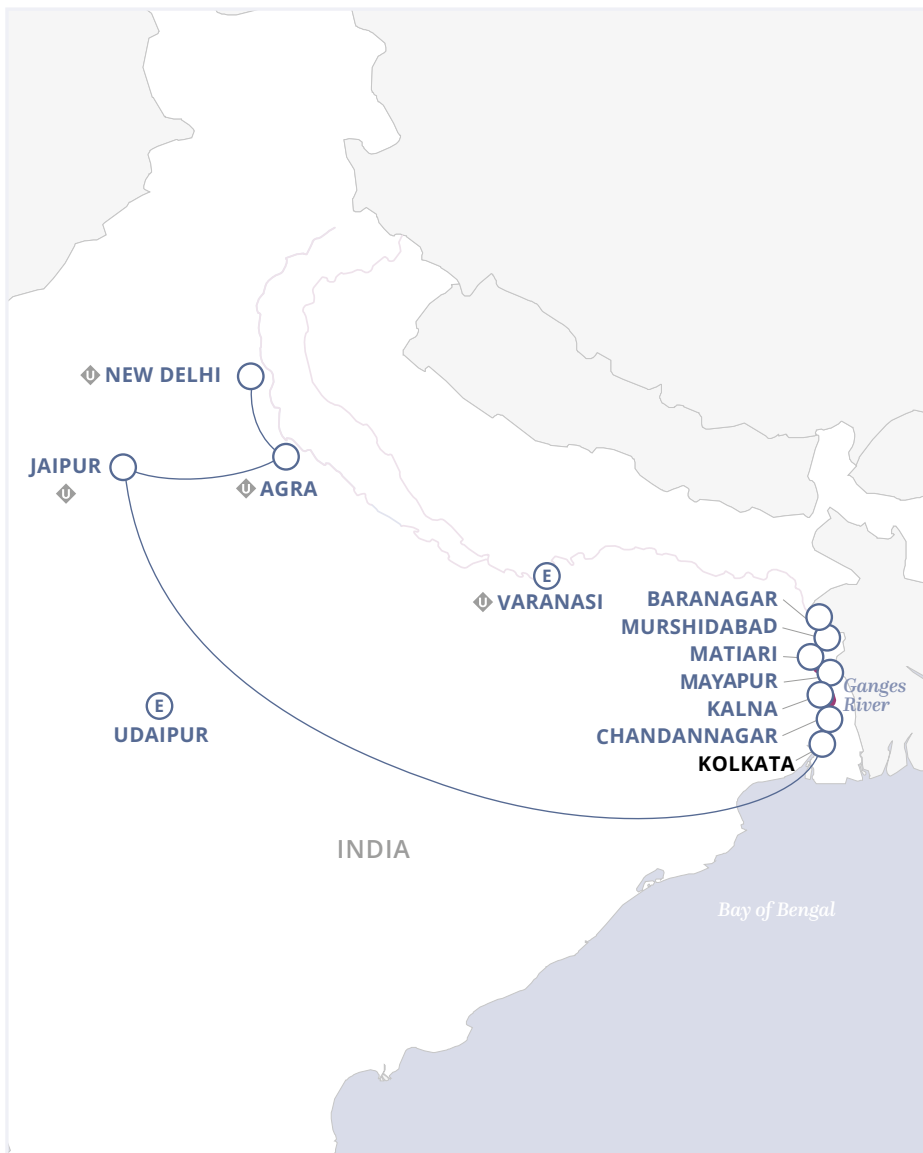 U NEW DELHI
JAIPUR
U
U AGRA
E
U VARANASI
BARANAGAR
MURSHIDABAD
MATIARI
MAYAPUR
KALNA
CHANDANNAGAR
KOLKATA
Ganges
River
E
UDAIPUR
INDIA
Bay of Bengal